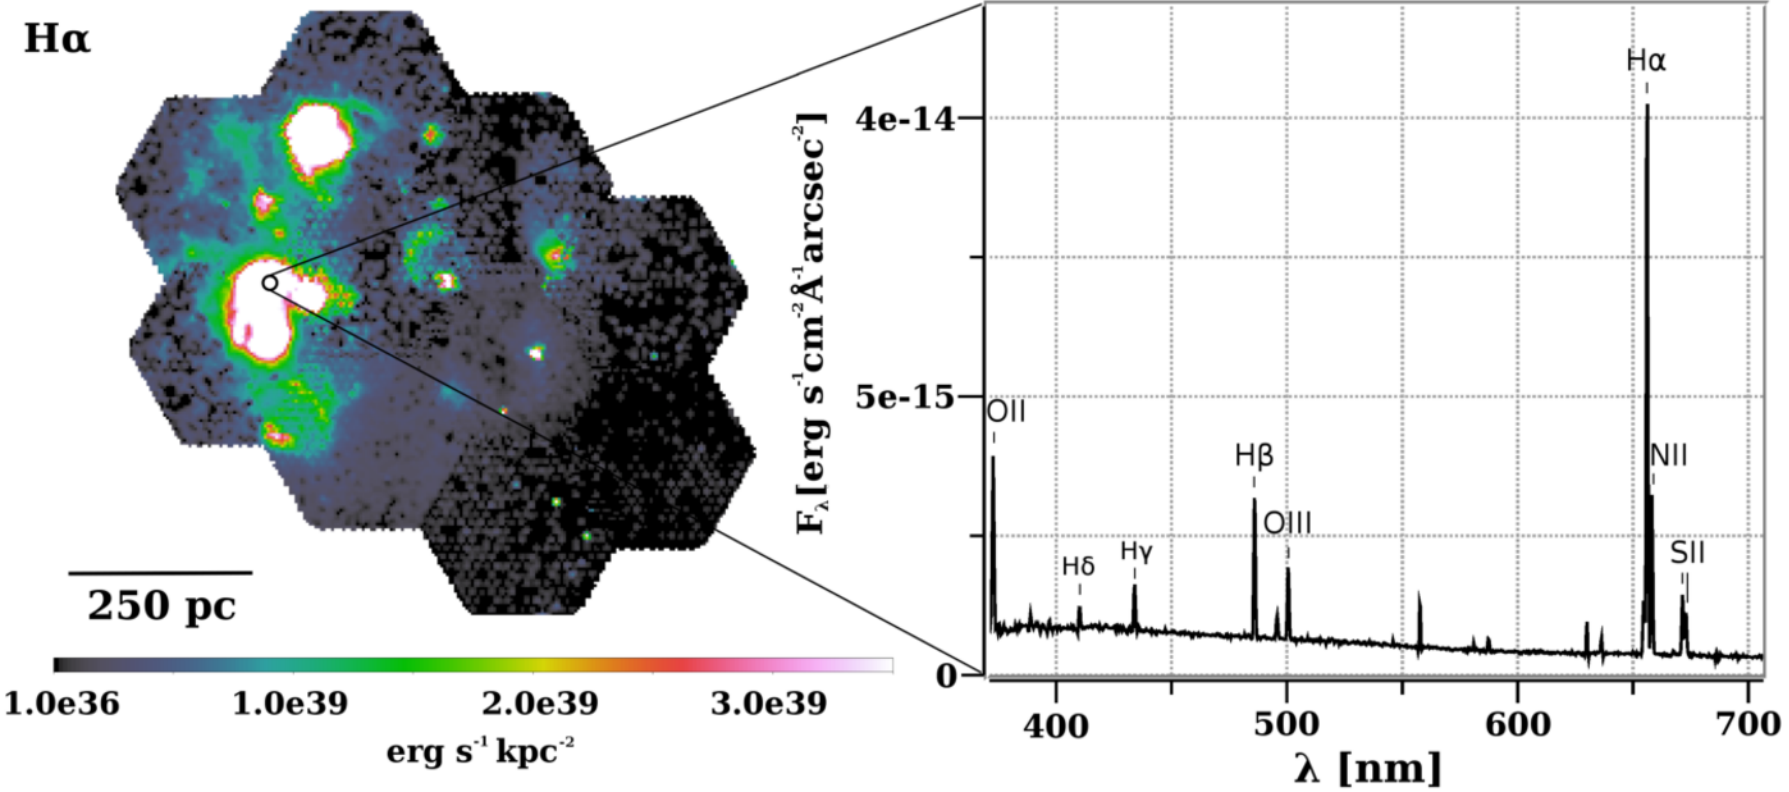 Hα
250 pc
1.0e36 1.0e39 2.0e39 3.0e39
erg s⁻¹ kpc⁻²
F_λ [erg s⁻¹cm⁻²Å⁻¹arcsec⁻²]
4e-14
5e-15
0
OII
Hδ
Hγ
Hβ
OIII
Hα
NII
SII
400 500 600 700
λ [nm]